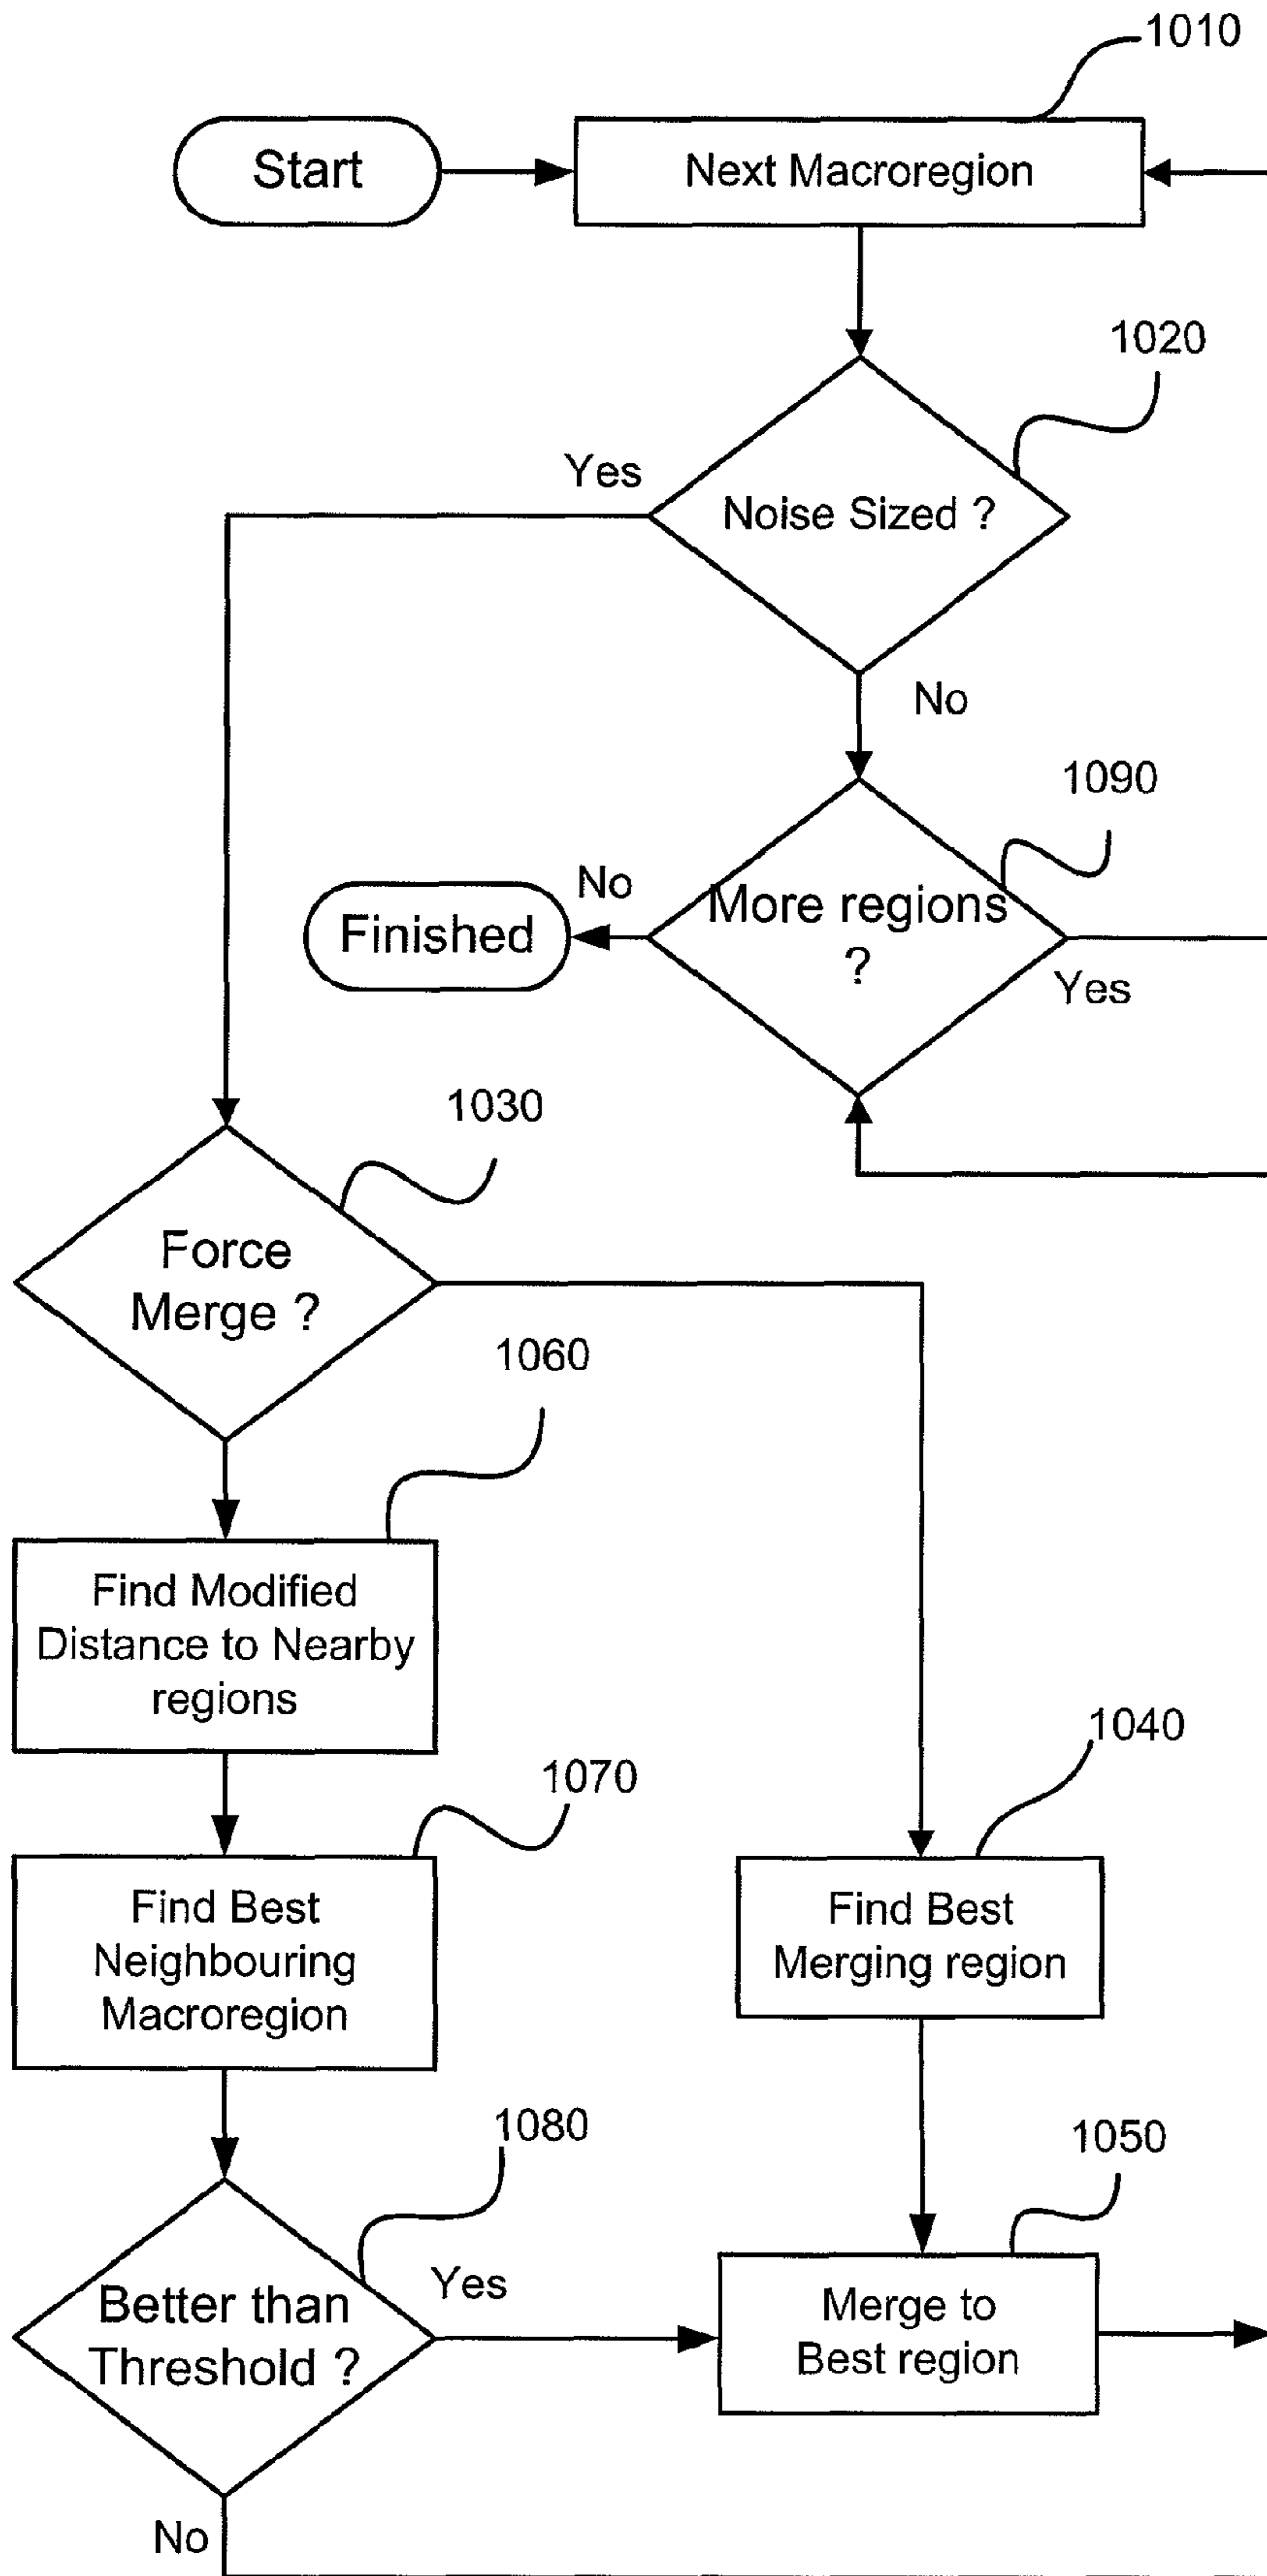 1010
Start
Next Macroregion
1020
Yes
Noise Sized ?
No
1090
No
More regions
?
Finished
Yes
1030
Force
Merge ?
1060
Find Modified
Distance to Nearby
regions
1040
1070
Find Best
Neighbouring
Macroregion
Find Best
Merging region
1080
1050
Yes
Better than
Threshold ?
Merge to
Best region
No